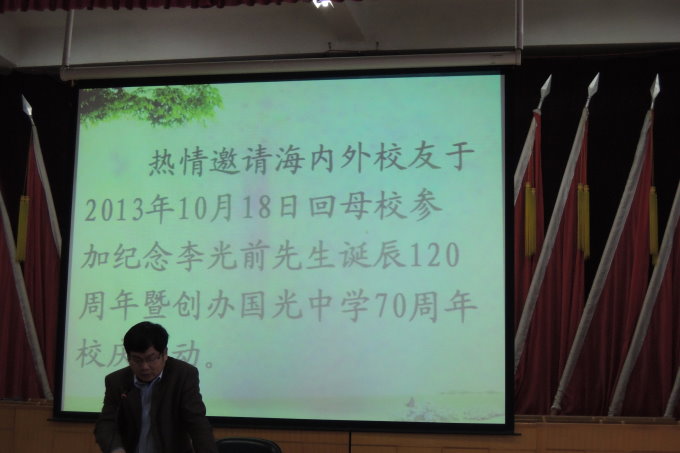 热情邀请海内外校友于
2013年10月18日回母校参
加纪念李光前先生诞辰120
周年暨创办国光中学70周年
校庆动。